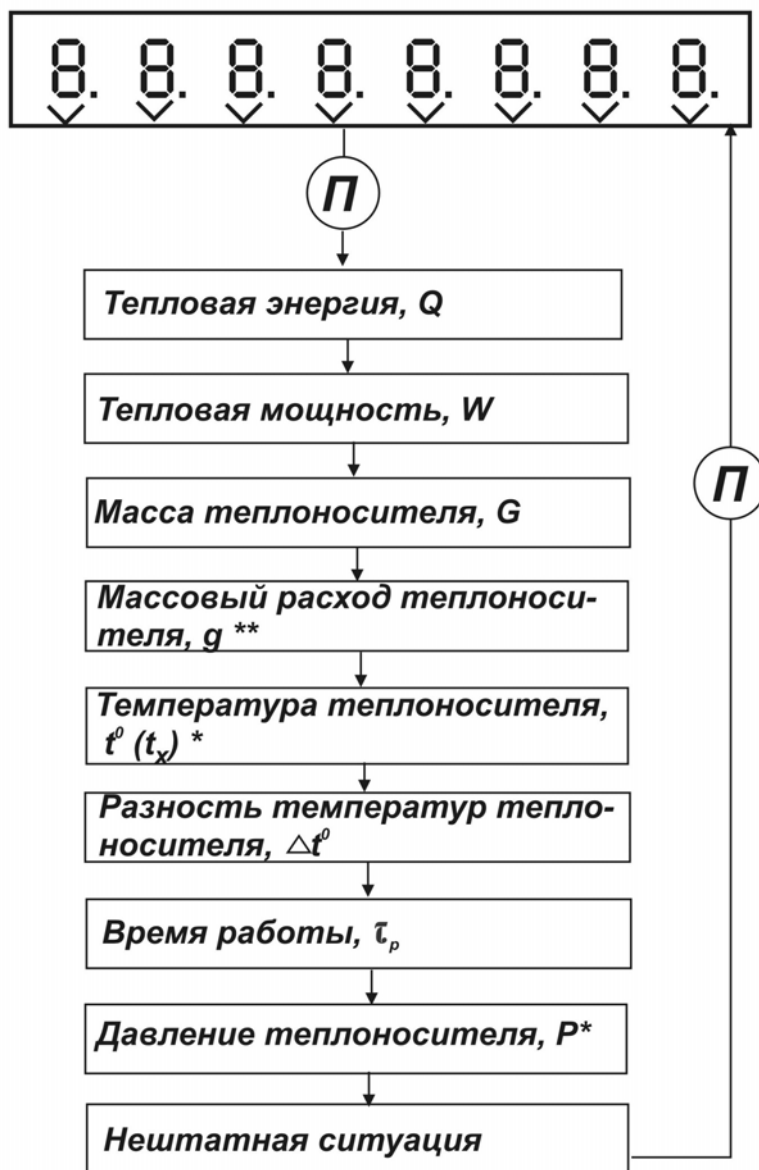 8. 8. 8. 8. 8. 8. 8. 8.
П
Тепловая энергия, Q
Тепловая мощность, W
Масса теплоносителя, G
П
Массовый расход теплоноси-
теля, g **
Температура теплоносителя,
t⁰ (tₓ) *
Разность температур тепло-
носителя, △t⁰
Время работы, τₚ
Давление теплоносителя, P*
Нештатная ситуация